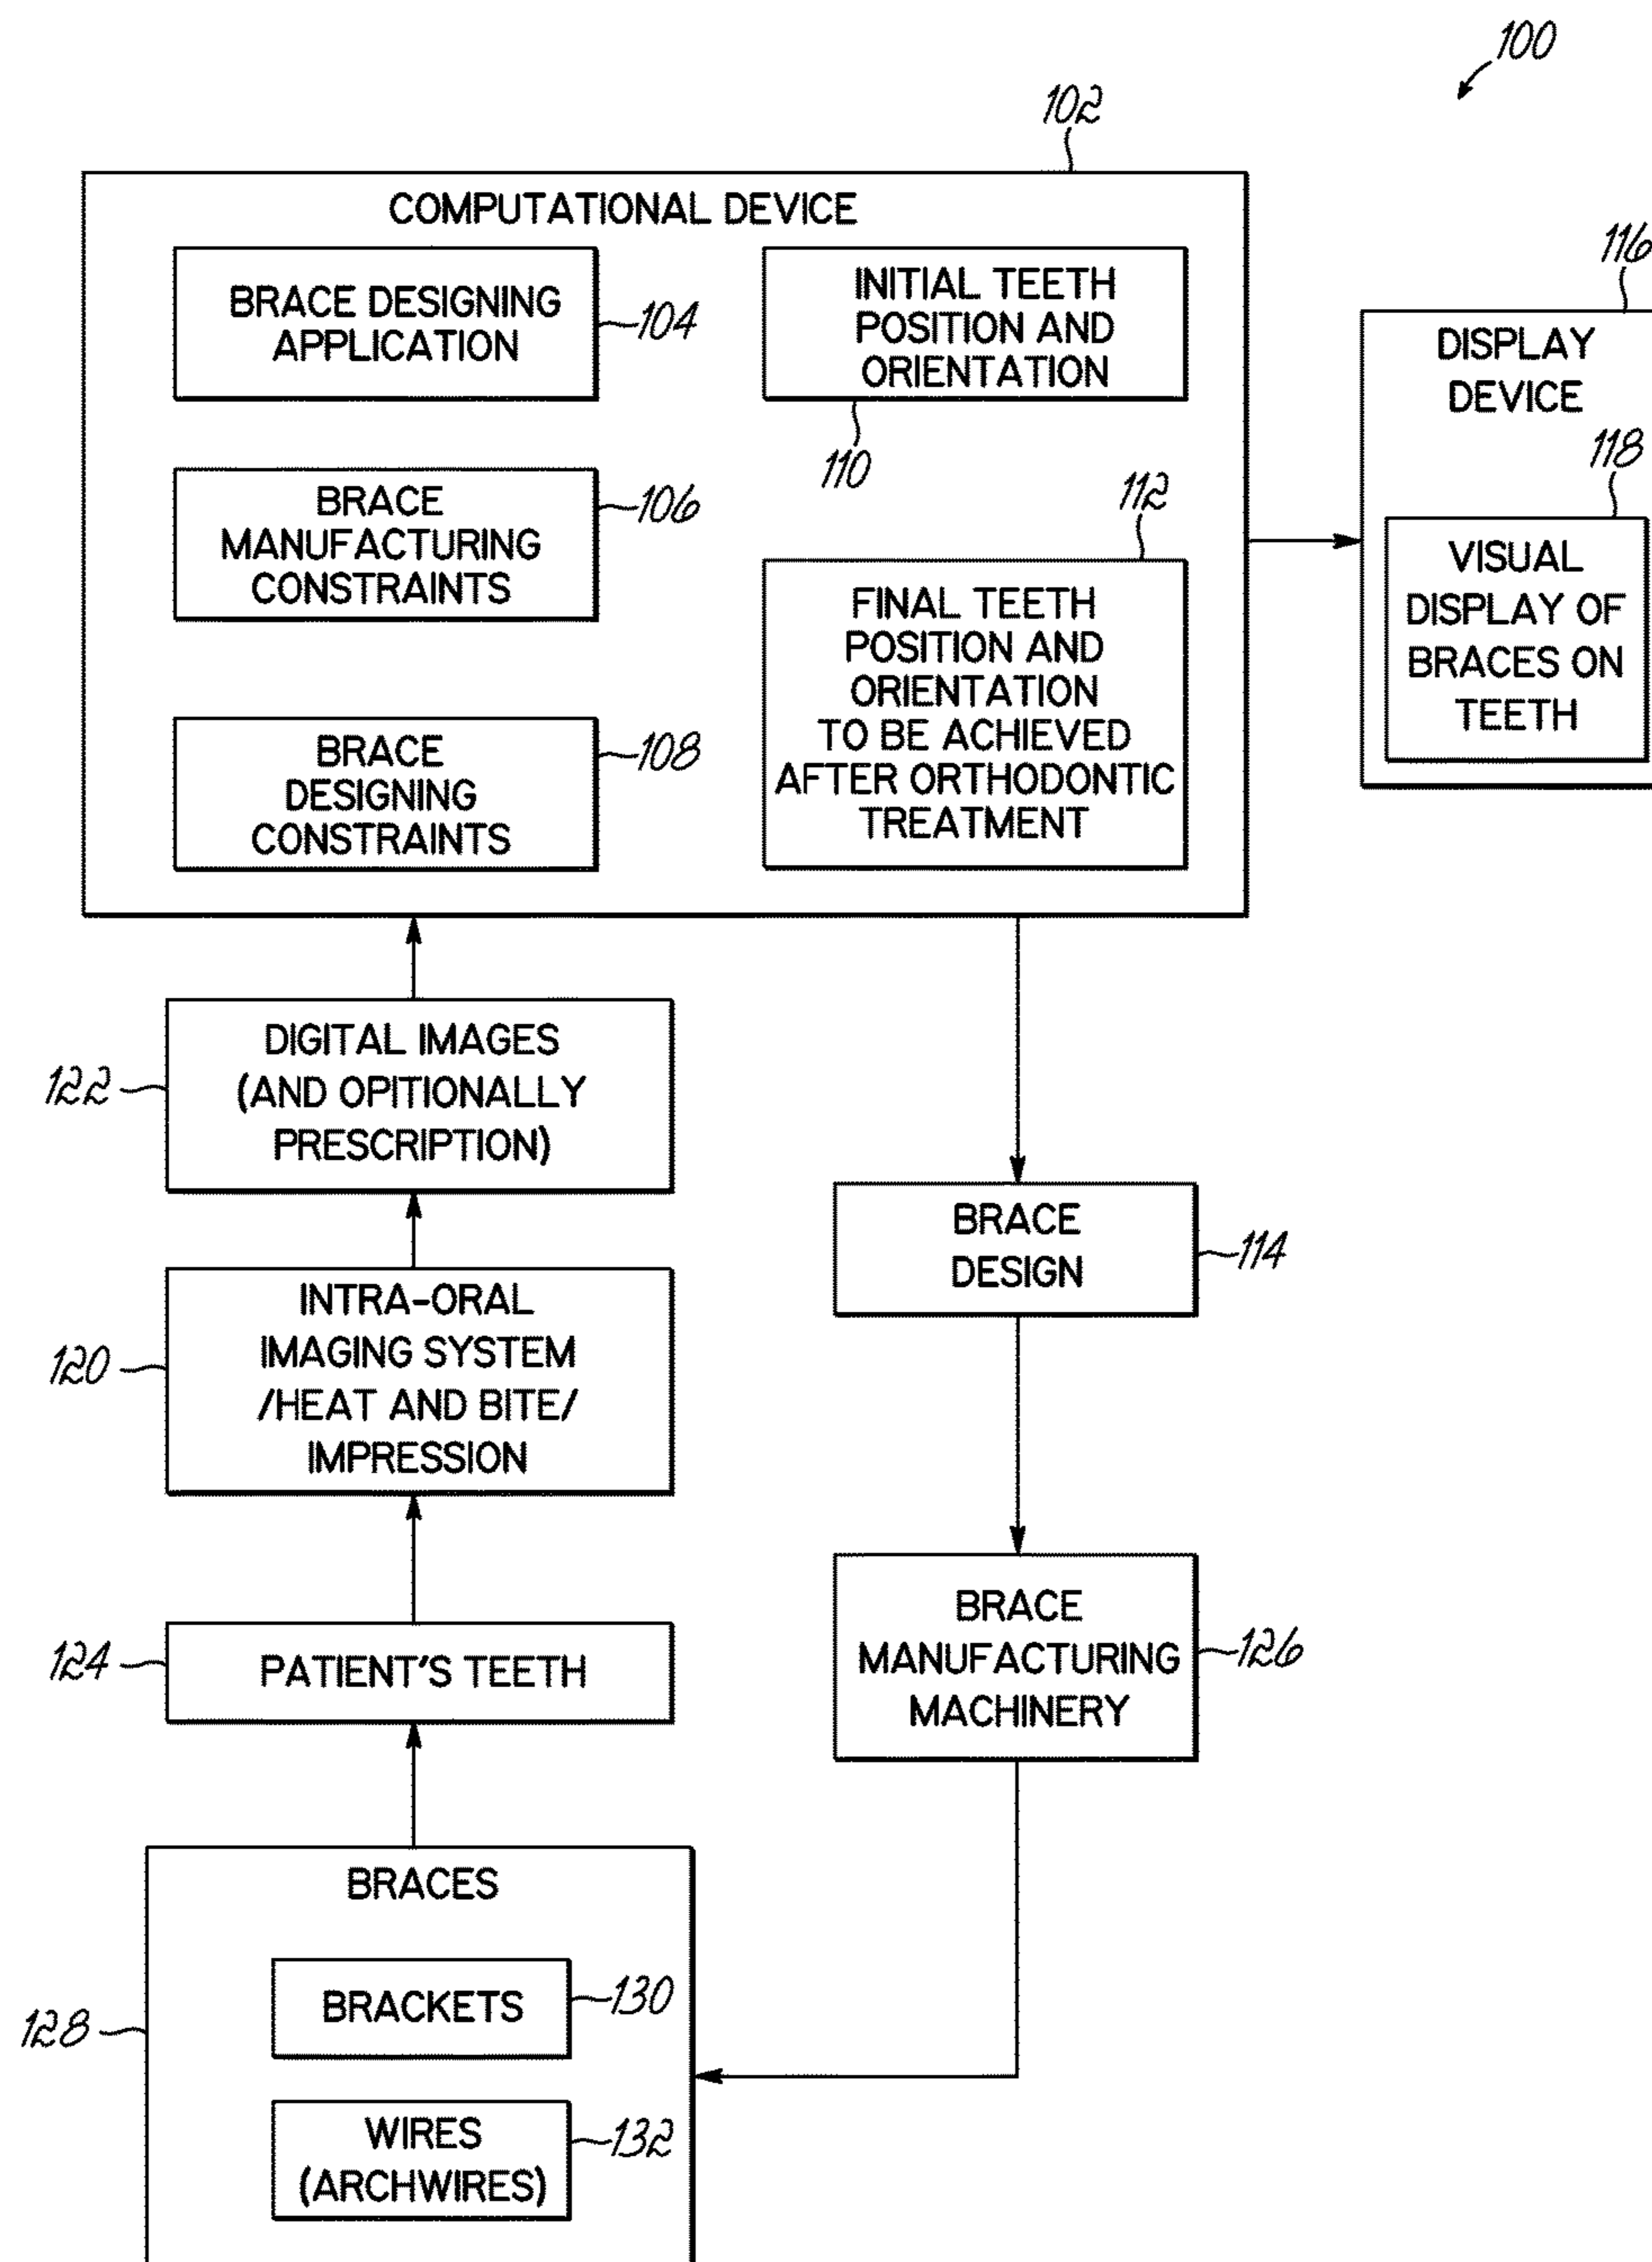 100
102
COMPUTATIONAL DEVICE
BRACE DESIGNING
APPLICATION
104
INITIAL TEETH
POSITION AND
ORIENTATION
110
BRACE
MANUFACTURING
CONSTRAINTS
106
112
FINAL TEETH
POSITION AND
ORIENTATION
TO BE ACHIEVED
AFTER ORTHODONTIC
TREATMENT
BRACE
DESIGNING
CONSTRAINTS
108
116
DISPLAY
DEVICE
118
VISUAL
DISPLAY OF
BRACES ON
TEETH
122
DIGITAL IMAGES
(AND OPITIONALLY
PRESCRIPTION)
BRACE
DESIGN
114
120
INTRA-ORAL
IMAGING SYSTEM
/HEAT AND BITE/
IMPRESSION
BRACE
MANUFACTURING
MACHINERY
126
124
PATIENT'S TEETH
128
BRACES
BRACKETS
130
WIRES
(ARCHWIRES)
132